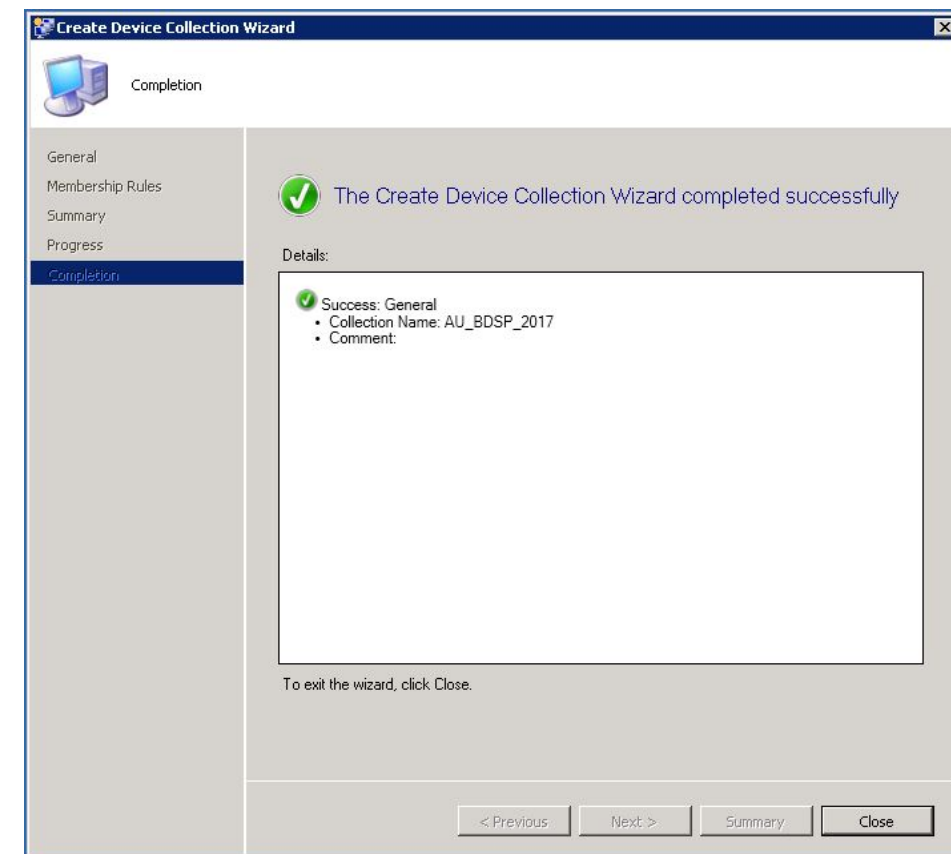 Create Device Collection Wizard
Completion
General
Membership Rules
Summary
Progress
Completion
The Create Device Collection Wizard completed successfully
Details:
Success: General
• Collection Name: AU_BDSP_2017
• Comment:
To exit the wizard, click Close.
< Previous
Next >
Summary
Close